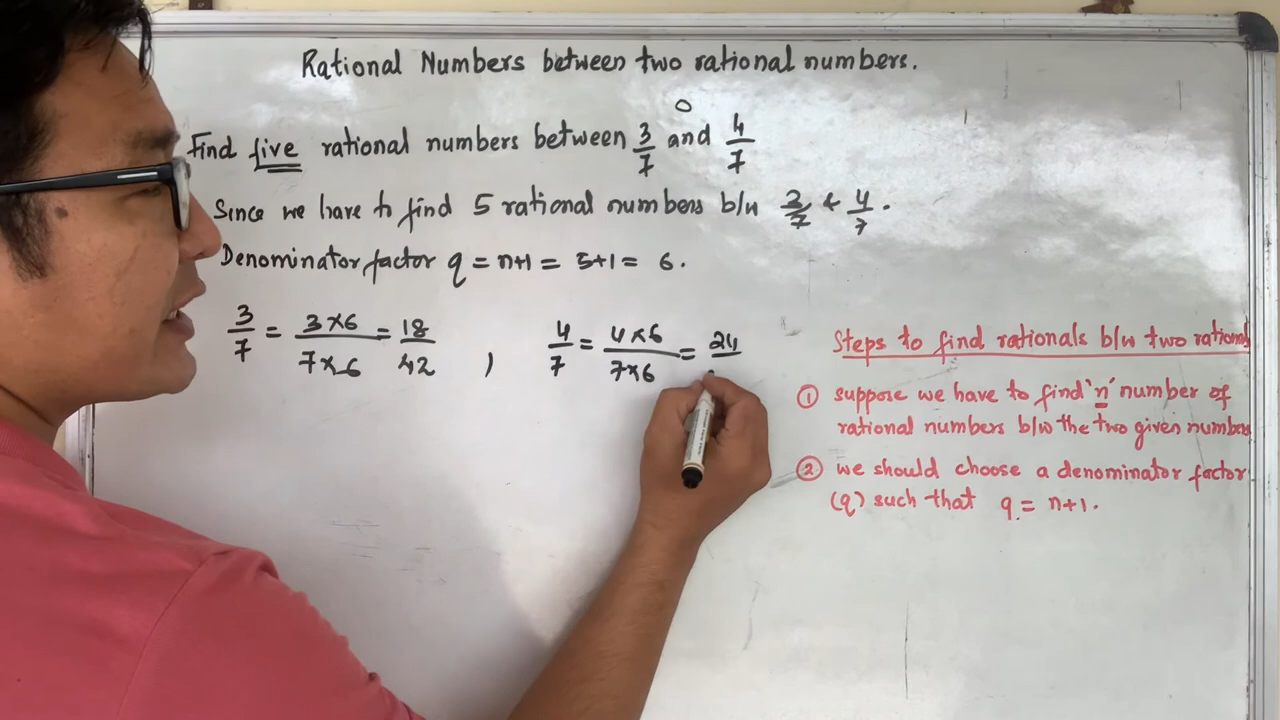 Rational Numbers between two rational numbers.
Find five rational numbers between 3/7 and 4/7
Since we have to find 5 rational numbers b/w 3/7 & 4/7.
Denominator factor q = n+1 = 5+1 = 6.
3/7 = 3×6/7×6 = 18/42 , 4/7 = 4×6/7×6 = 24/
Steps to find rationals b/w two rational
① suppose we have to find 'n' number of
rational numbers b/w the two given numbers
② we should choose a denominator factor
(q) such that q = n+1.